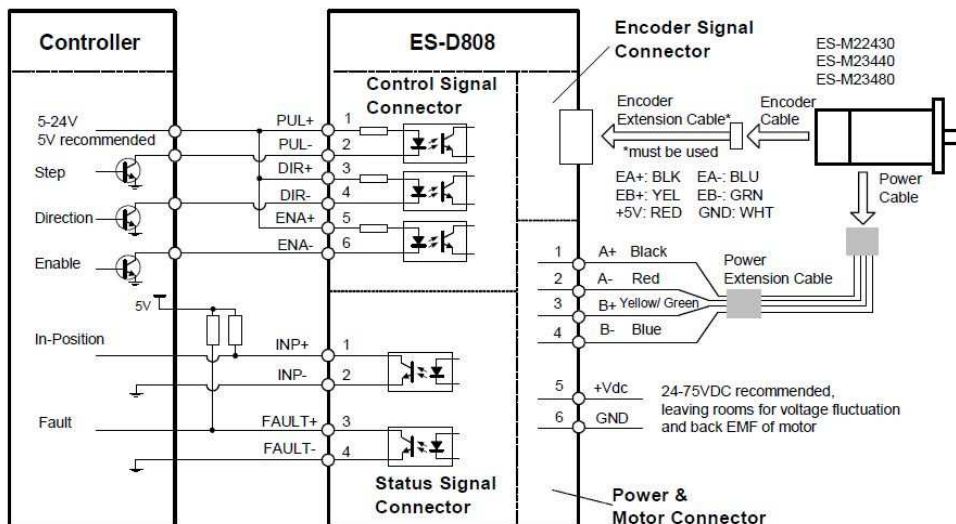 Controller
ES-D808
Encoder Signal
Connector
ES-M22430
ES-M23440
ES-M23480
Control Signal
Connector
Encoder
Extension Cable*
Encoder
Cable
*must be used
5-24V
5V recommended
PUL+ 1
PUL- 2
Step
DIR+ 3
DIR- 4
Direction
ENA+ 5
ENA- 6
Enable
EA+: BLK EA-: BLU
EB+: YEL EB-: GRN
+5V: RED GND: WHT
Power
Cable
1 A+ Black
2 A- Red
3 B+ Yellow/ Green
4 B- Blue
Power
Extension Cable
5V
In-Position
INP+ 1
INP- 2
Fault
FAULT+ 3
FAULT- 4
5 +Vdc
6 GND
24-75VDC recommended,
leaving rooms for voltage fluctuation
and back EMF of motor
Status Signal
Connector
Power &
Motor Connector